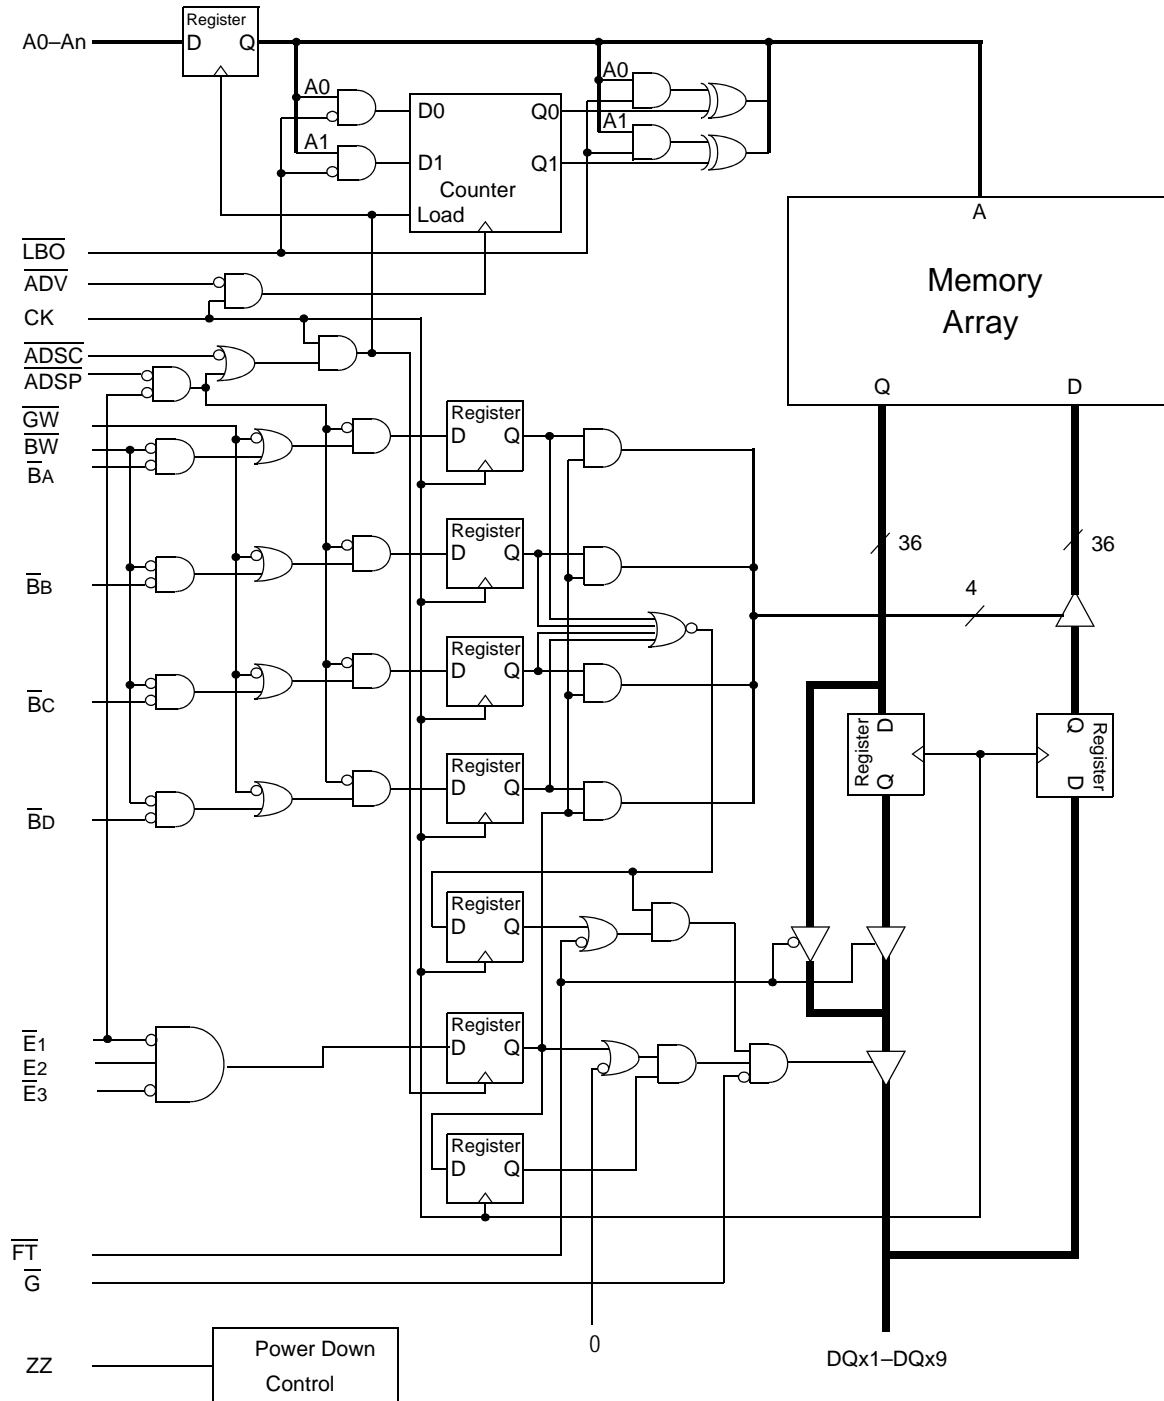 Register
A0–An
D Q
A0
A0
D0
Q0
A1
A1
D1
Q1
Counter
Load
A
LBO
ADV
Memory
Array
CK
ADSC
ADSP
Q D
GW
Register
BW
D Q
BA
Register
36 36
D Q
BB
4
Register
D Q
BC
D
Q
Register
Q
D
Register
Register
D Q
BD
Register
D Q
Register
E1
D Q
E2
E3
Register
D Q
FT
G
0
Power Down
Control
ZZ
DQx1–DQx9